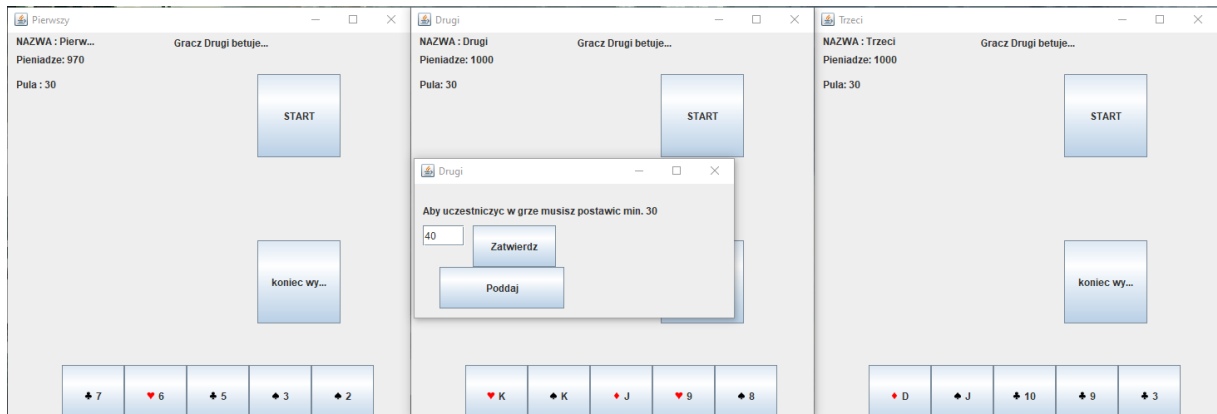 Pierwszy
NAZWA : Pierw...
Gracz Drugi betuje...
Pieniadze: 970
Pula : 30
START
koniec wy...
♣ 7
♥ 6
♣ 5
♠ 3
♠ 2
Drugi
NAZWA : Drugi
Gracz Drugi betuje...
Pieniadze: 1000
Pula: 30
START
Drugi
Aby uczestniczyc w grze musisz postawic min. 30
40
Zatwierdz
Poddaj
♥ K
♠ K
♦ J
♥ 9
♠ 8
Trzeci
NAZWA : Trzeci
Gracz Drugi betuje...
Pieniadze: 1000
Pula: 30
START
koniec wy...
♦ D
♠ J
♣ 10
♣ 9
♣ 3